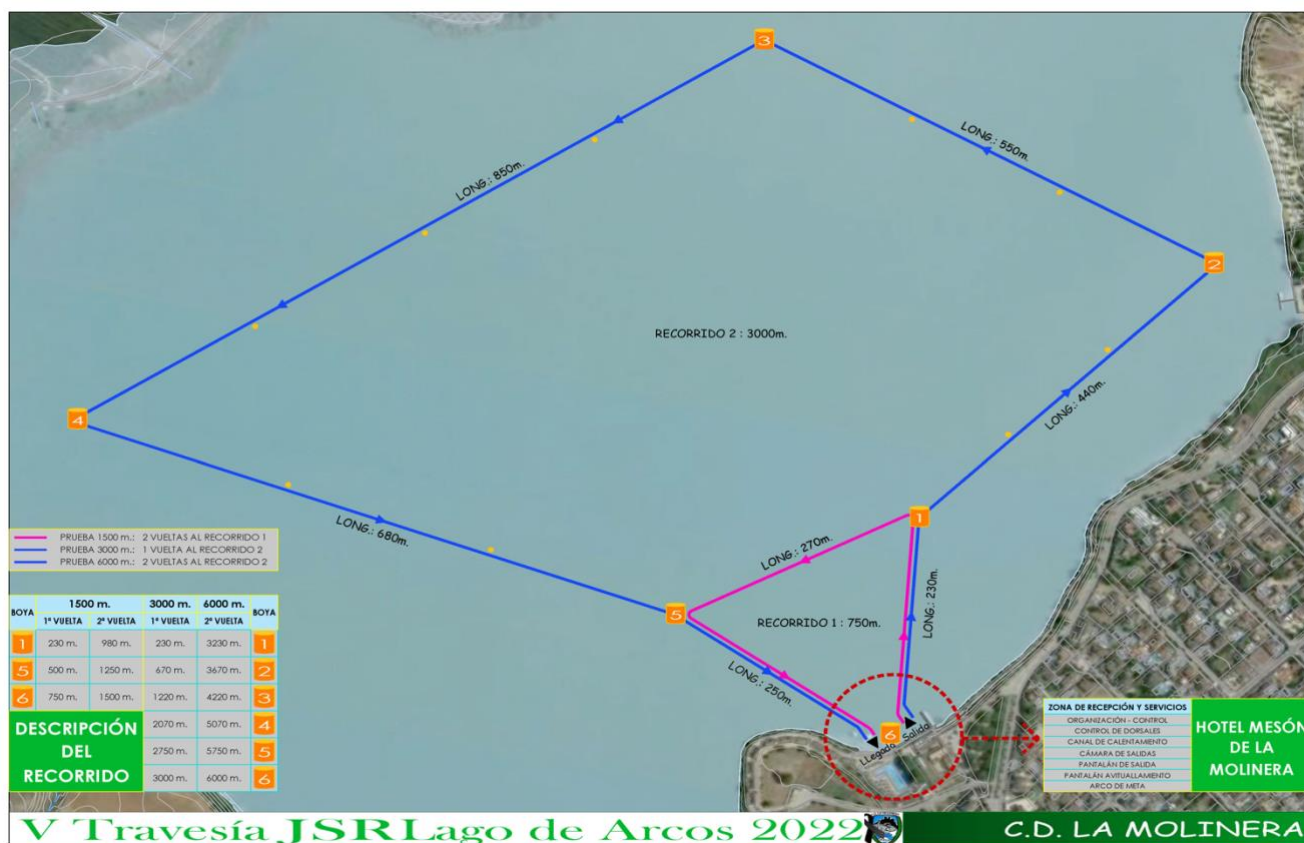 3
LONG.: 550m.
LONG.: 850m.
2
RECORRIDO 2 : 3000m.
LONG.: 440m.
4
LONG.: 680m.
1
LONG.: 270m.
LONG.: 230m.
5
RECORRIDO 1 : 750m.
LONG.: 250m.
6
LLegada
Salida
PRUEBA 1500 m.: 2 VUELTAS AL RECORRIDO 1
PRUEBA 3000 m.: 1 VUELTA AL RECORRIDO 2
PRUEBA 6000 m.: 2 VUELTAS AL RECORRIDO 2
BOYA 1500 m. 3000 m. 6000 m. BOYA
1ª VUELTA 2ª VUELTA 1ª VUELTA 2ª VUELTA
1 230 m. 980 m. 230 m. 3230 m. 1
5 500 m. 1250 m. 670 m. 3670 m. 2
6 750 m. 1500 m. 1220 m. 4220 m. 3
2070 m. 5070 m. 4
2750 m. 5750 m. 5
3000 m. 6000 m. 6
DESCRIPCIÓN
DEL
RECORRIDO
ZONA DE RECEPCIÓN Y SERVICIOS
ORGANIZACIÓN - CONTROL
CONTROL DE DORSALES
CANAL DE CALENTAMIENTO
CÁMARA DE SALIDAS
PANTALÁN DE SALIDA
PANTALÁN AVITUALLAMIENTO
ARCO DE META
HOTEL MESÓN
DE LA
MOLINERA
V Travesía JSRLago de Arcos 2022
C.D. LA MOLINERA